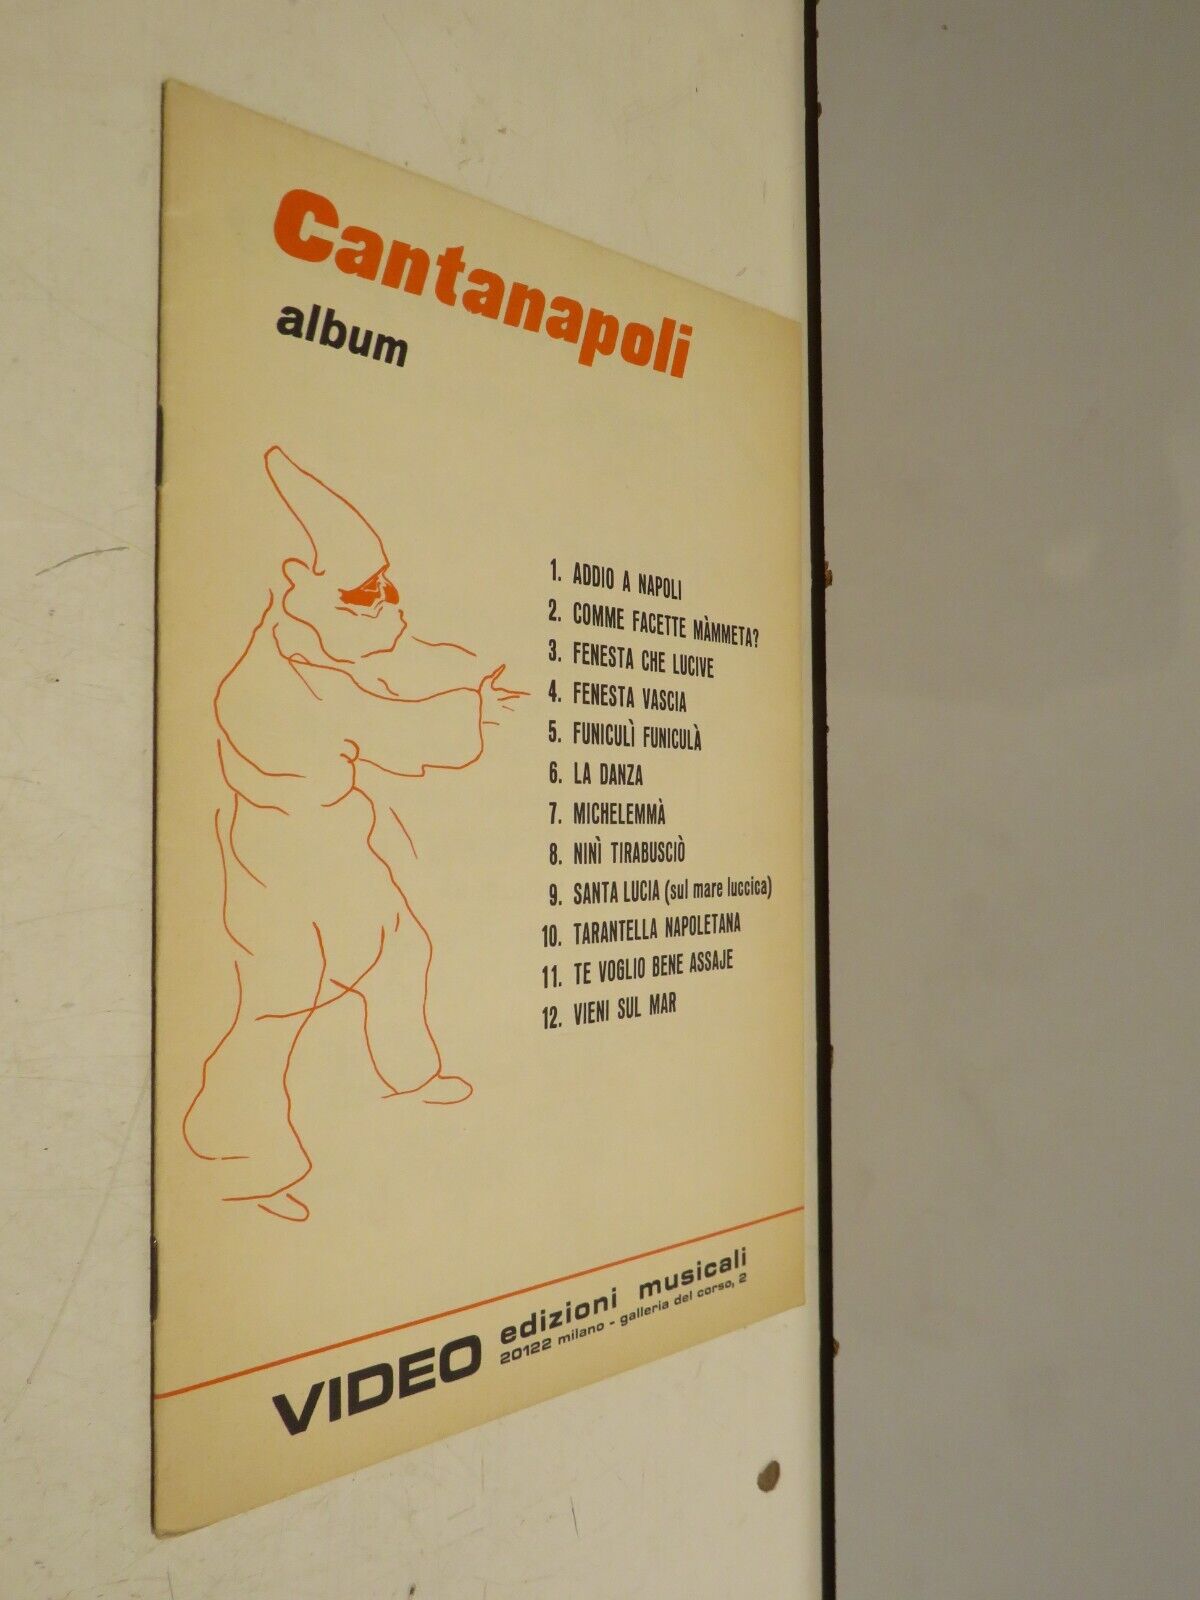 Cantanapoli
album
1. ADDIO A NAPOLI
2. COMME FACETTE MÀMMETA?
3. FENESTA CHE LUCIVE
4. FENESTA VASCIA
5. FUNICULÌ FUNICULÀ
6. LA DANZA
7. MICHELEMMÀ
8. NINÌ TIRABUSCIÒ
9. SANTA LUCIA (sul mare luccica)
10. TARANTELLA NAPOLETANA
11. TE VOGLIO BENE ASSAJE
12. VIENI SUL MAR
VIDEO edizioni musicali
20122 milano - galleria del corso, 2